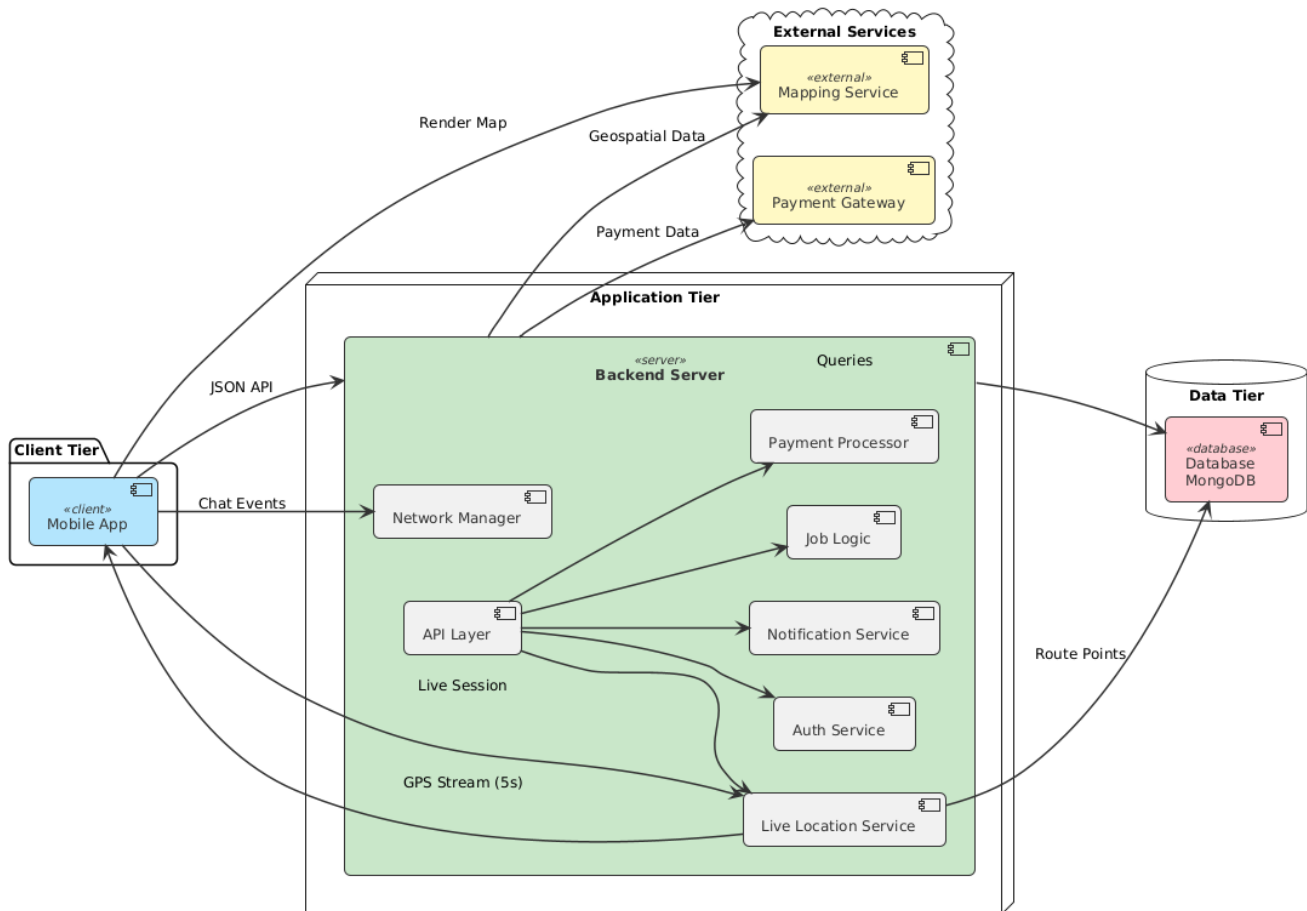 External Services
«external»
Mapping Service
Render Map
Geospatial Data
«external»
Payment Gateway
Payment Data
Application Tier
«server»
Backend Server
Queries
JSON API
Data Tier
Client Tier
Payment Processor
«database»
Database
MongoDB
«client»
Mobile App
Chat Events
Network Manager
Job Logic
API Layer
Notification Service
Route Points
Live Session
Auth Service
GPS Stream (5s)
Live Location Service